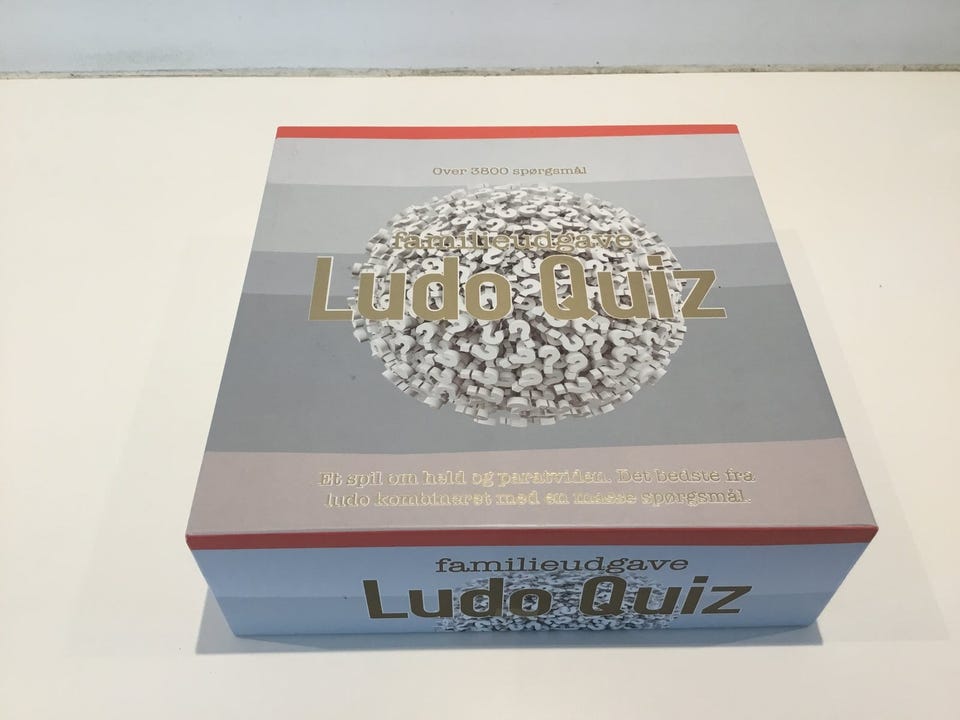 Over 3800 spørgsmål
familieudgave
Ludo Quiz
Et spil om held og paratviden. Det bedste fra
ludo kombineret med en masse spørgsmål.
familieudgave
Ludo Quiz